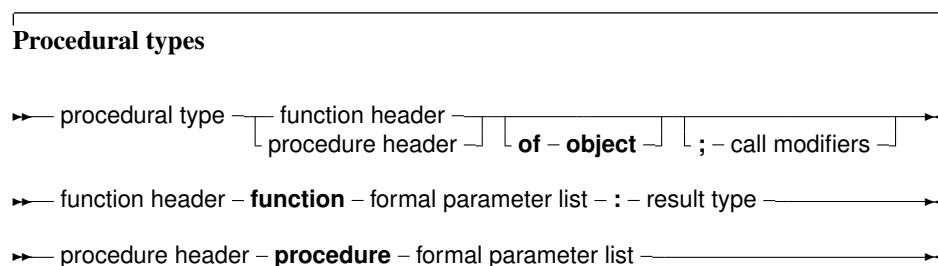 Procedural types
procedural type function header
procedure header of object ; call modifiers
function header function formal parameter list : result type
procedure header procedure formal parameter list